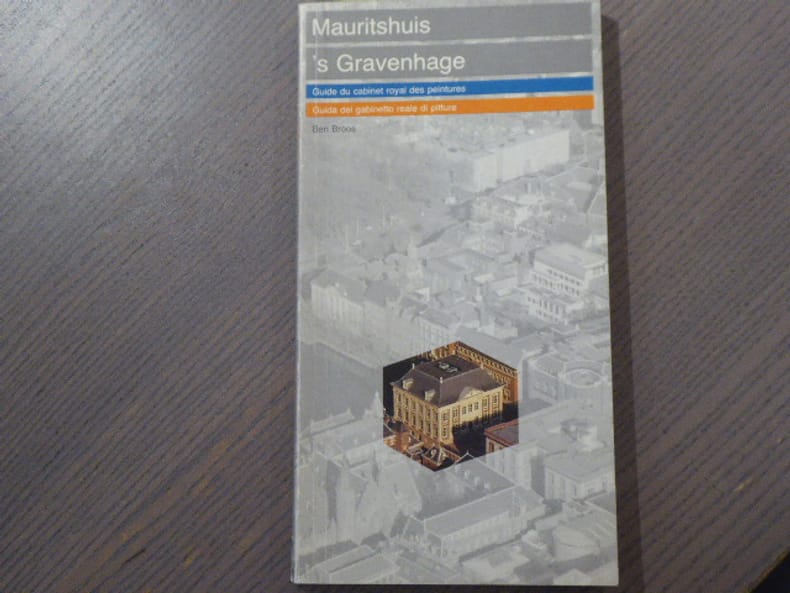 Mauritshuis
's Gravenhage
Guide du cabinet royal des peintures
Guida del gabinetto reale di pitture
Ben Broos